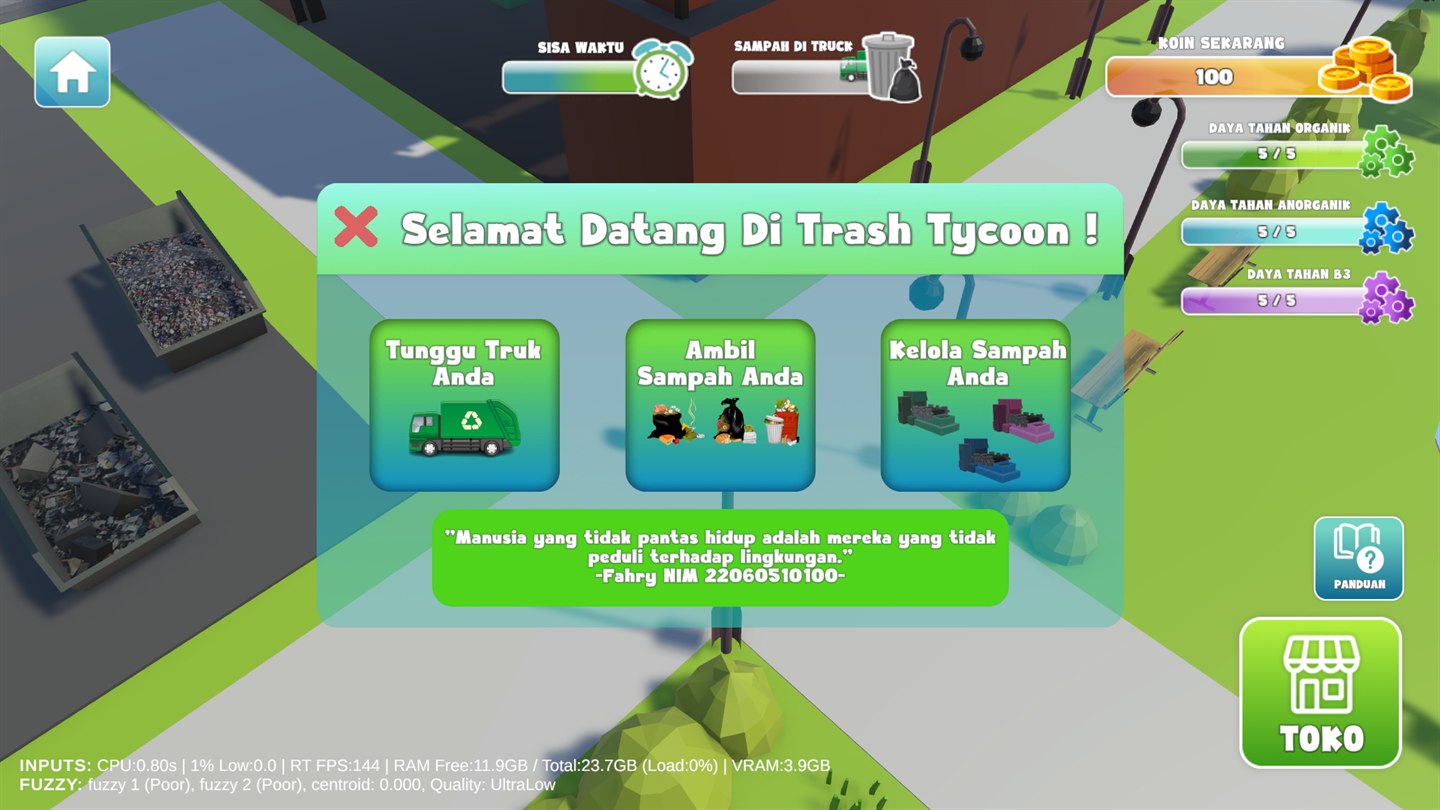 SISA WAKTU
SAMPAH DI TRUCK
KOIN SEKARANG
100
DAYA TAHAN ORGANIK
5 / 5
DAYA TAHAN ANORGANIK
5 / 5
DAYA TAHAN B3
5 / 5
Selamat Datang Di Trash Tycoon !
Tunggu Truk
Anda
Ambil
Sampah Anda
Kelola Sampah
Anda
"Manusia yang tidak pantas hidup adalah mereka yang tidak
peduli terhadap lingkungan."
-Fahry NIM 22060510100-
PANDUAN
TOKO
INPUTS: CPU:0.80s | 1% Low:0.0 | RT FPS:144 | RAM Free:11.9GB / Total:23.7GB (Load:0%) | VRAM:3.9GB
FUZZY: fuzzy 1 (Poor), fuzzy 2 (Poor), centroid: 0.000, Quality: UltraLow